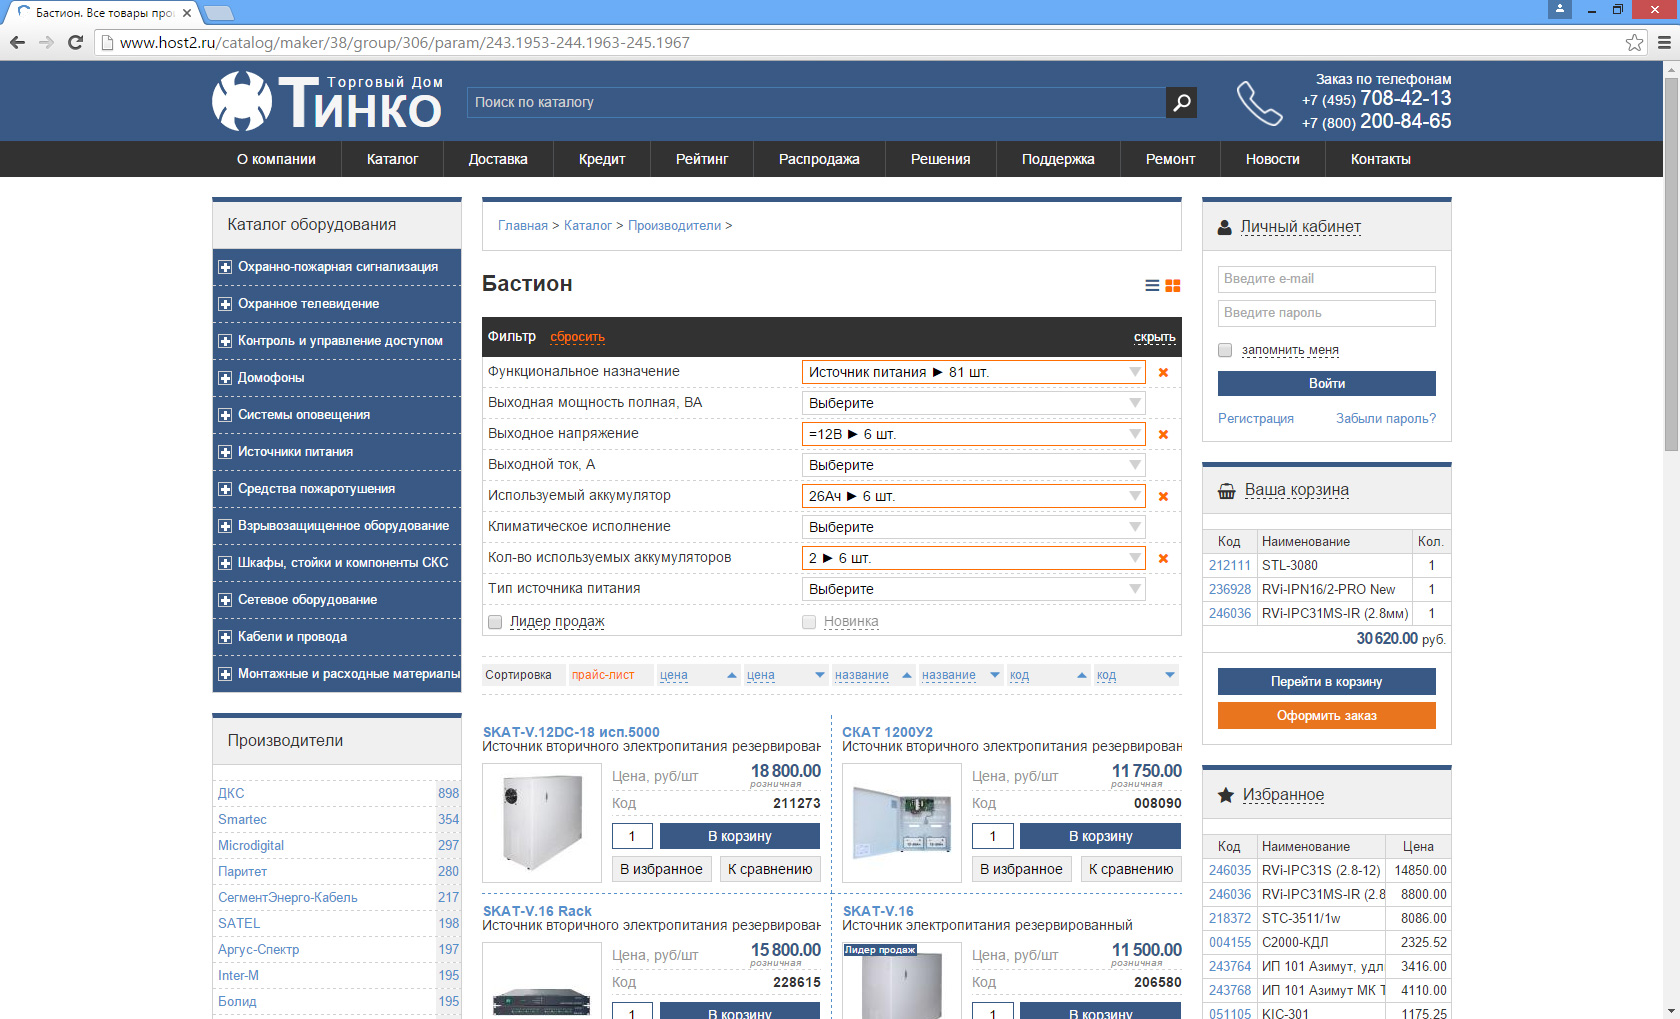 Бастион. Все товары про
www.host2.ru/catalog/maker/38/group/306/param/243.1953-244.1963-245.1967
Торговый Дом
Тинко
Поиск по каталогу
Заказ по телефонам
+7 (495) 708-42-13
+7 (800) 200-84-65
О компании Каталог Доставка Кредит Рейтинг Распродажа Решения Поддержка Ремонт Новости Контакты
Каталог оборудования
Охранно-пожарная сигнализация
Охранное телевидение
Контроль и управление доступом
Домофоны
Системы оповещения
Источники питания
Средства пожаротушения
Взрывозащищенное оборудование
Шкафы, стойки и компоненты СКС
Сетевое оборудование
Кабели и провода
Монтажные и расходные материалы
Производители
ДКС 898
Smartec 354
Microdigital 297
Паритет 280
СегментЭнерго-Кабель 217
SATEL 198
Аргус-Спектр 197
Inter-M 195
Болид 195
Главная > Каталог > Производители >
Бастион
Фильтр сбросить скрыть
Функциональное назначение Источник питания ► 81 шт.
Выходная мощность полная, ВА Выберите
Выходное напряжение =12В ► 6 шт.
Выходной ток, А Выберите
Используемый аккумулятор 26Ач ► 6 шт.
Климатическое исполнение Выберите
Кол-во используемых аккумуляторов 2 ► 6 шт.
Тип источника питания Выберите
Лидер продаж Новинка
Сортировка прайс-лист цена цена название название код код
SKAT-V.12DC-18 исп.5000
Источник вторичного электропитания резервирован
Цена, руб/шт 18 800.00
розничная
Код 211273
1 В корзину
В избранное К сравнению
СКАТ 1200У2
Источник вторичного электропитания резервирован
Цена, руб/шт 11 750.00
розничная
Код 008090
1 В корзину
В избранное К сравнению
SKAT-V.16 Rack
Источник вторичного электропитания резервирован
Цена, руб/шт 15 800.00
розничная
Код 228615
1 В корзину
SKAT-V.16
Источник электропитания резервированный
Лидер продаж
Цена, руб/шт 11 500.00
розничная
Код 206580
1 В корзину
Личный кабинет
Введите e-mail
Введите пароль
запомнить меня
Войти
Регистрация Забыли пароль?
Ваша корзина
Код Наименование Кол.
212111 STL-3080 1
236928 RVi-IPN16/2-PRO New 1
246036 RVi-IPC31MS-IR (2.8мм) 1
30 620.00 руб.
Перейти в корзину
Оформить заказ
Избранное
Код Наименование Цена
246035 RVi-IPC31S (2.8-12) 14850.00
246036 RVi-IPC31MS-IR (2.8 8800.00
218372 STC-3511/1w 8086.00
004155 С2000-КДЛ 2325.52
243764 ИП 101 Азимут, удл 3416.00
243768 ИП 101 Азимут МК Т 4110.00
051105 KIC-301 1175.25